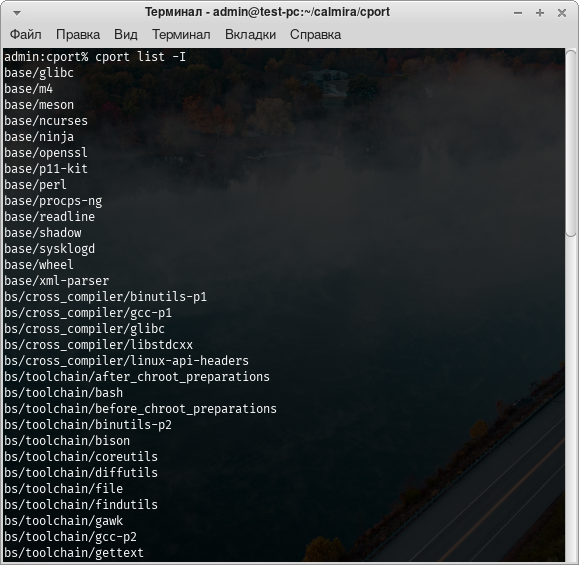 Терминал - admin@test-pc:~/calmira/cport
Файл Правка Вид Терминал Вкладки Справка
admin:cport% cport list -I
base/glibc
base/m4
base/meson
base/ncurses
base/ninja
base/openssl
base/p11-kit
base/perl
base/procps-ng
base/readline
base/shadow
base/sysklogd
base/wheel
base/xml-parser
bs/cross_compiler/binutils-p1
bs/cross_compiler/gcc-p1
bs/cross_compiler/glibc
bs/cross_compiler/libstdcxx
bs/cross_compiler/linux-api-headers
bs/toolchain/after_chroot_preparations
bs/toolchain/bash
bs/toolchain/before_chroot_preparations
bs/toolchain/binutils-p2
bs/toolchain/bison
bs/toolchain/coreutils
bs/toolchain/diffutils
bs/toolchain/file
bs/toolchain/findutils
bs/toolchain/gawk
bs/toolchain/gcc-p2
bs/toolchain/gettext